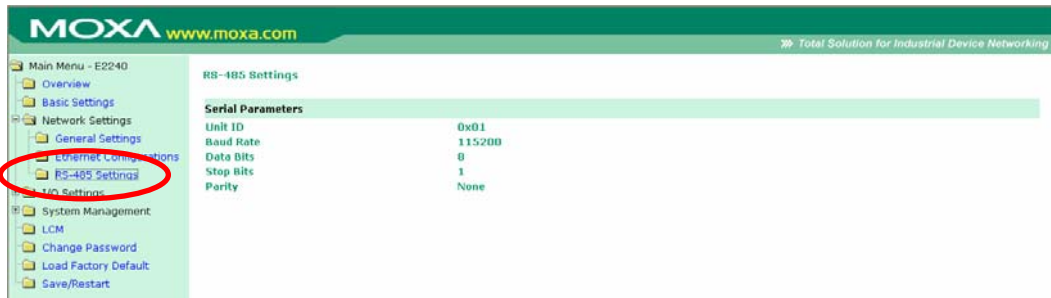 MOXA www.moxa.com
Total Solution for Industrial Device Networking
Main Menu - E2240
Overview
Basic Settings
Network Settings
General Settings
Ethernet Configurations
RS-485 Settings
I/O Settings
System Management
LCM
Change Password
Load Factory Default
Save/Restart
RS-485 Settings
Serial Parameters
Unit ID 0x01
Baud Rate 115200
Data Bits 8
Stop Bits 1
Parity None